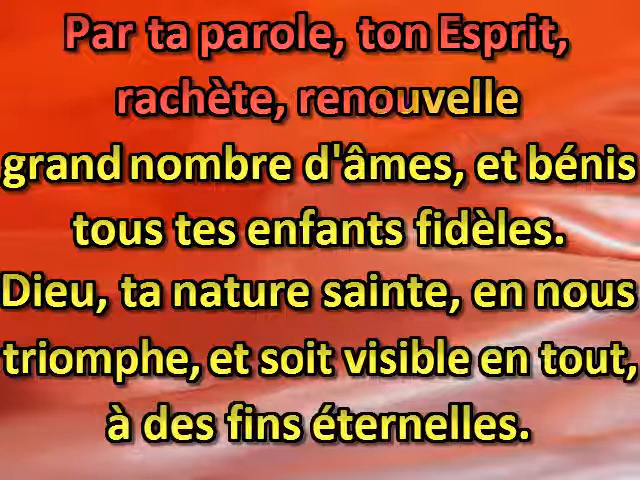 Par ta parole, ton Esprit,
rachète, renouvelle
grand nombre d'âmes, et bénis
tous tes enfants fidèles.
Dieu, ta nature sainte, en nous
triomphe, et soit visible en tout,
à des fins éternelles.